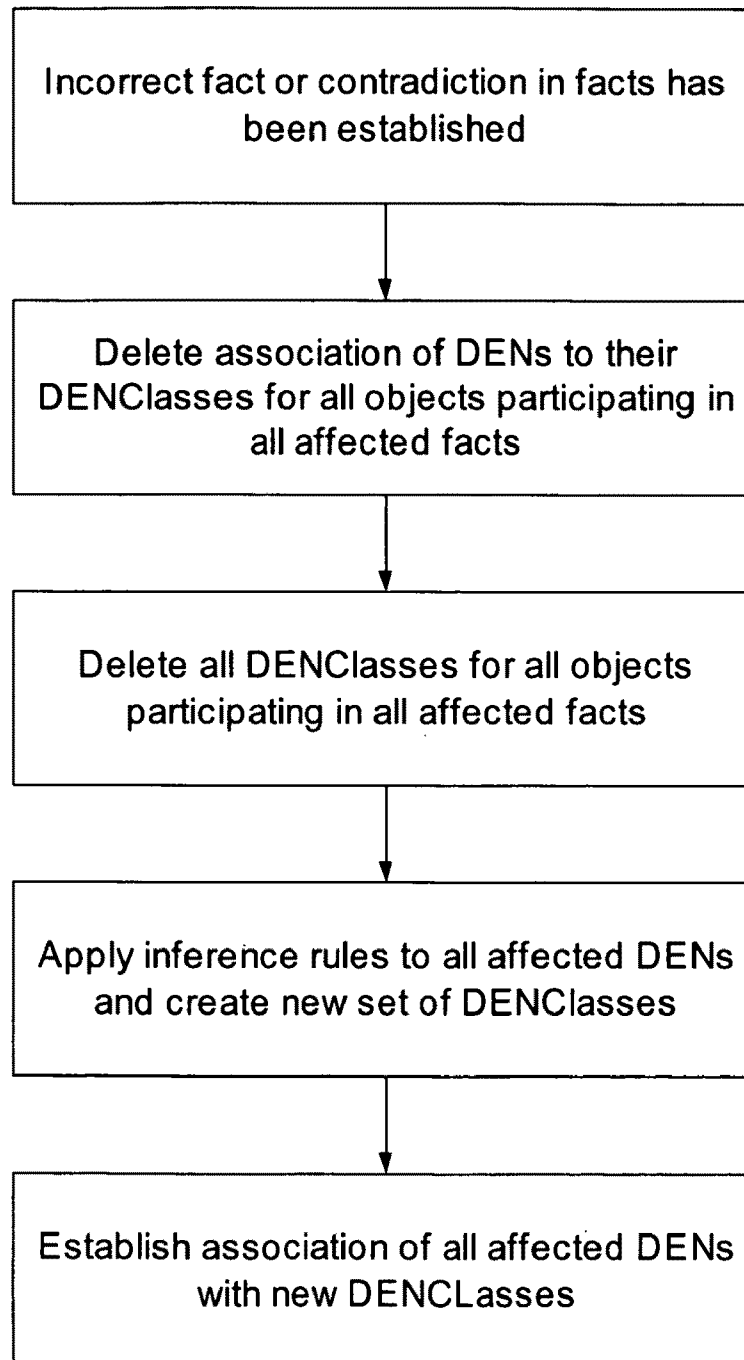 Incorrect fact or contradiction in facts has
been established
Delete association of DENs to their
DENClasses for all objects participating in
all affected facts
Delete all DENClasses for all objects
participating in all affected facts
Apply inference rules to all affected DENs
and create new set of DENClasses
Establish association of all affected DENs
with new DENCLasses